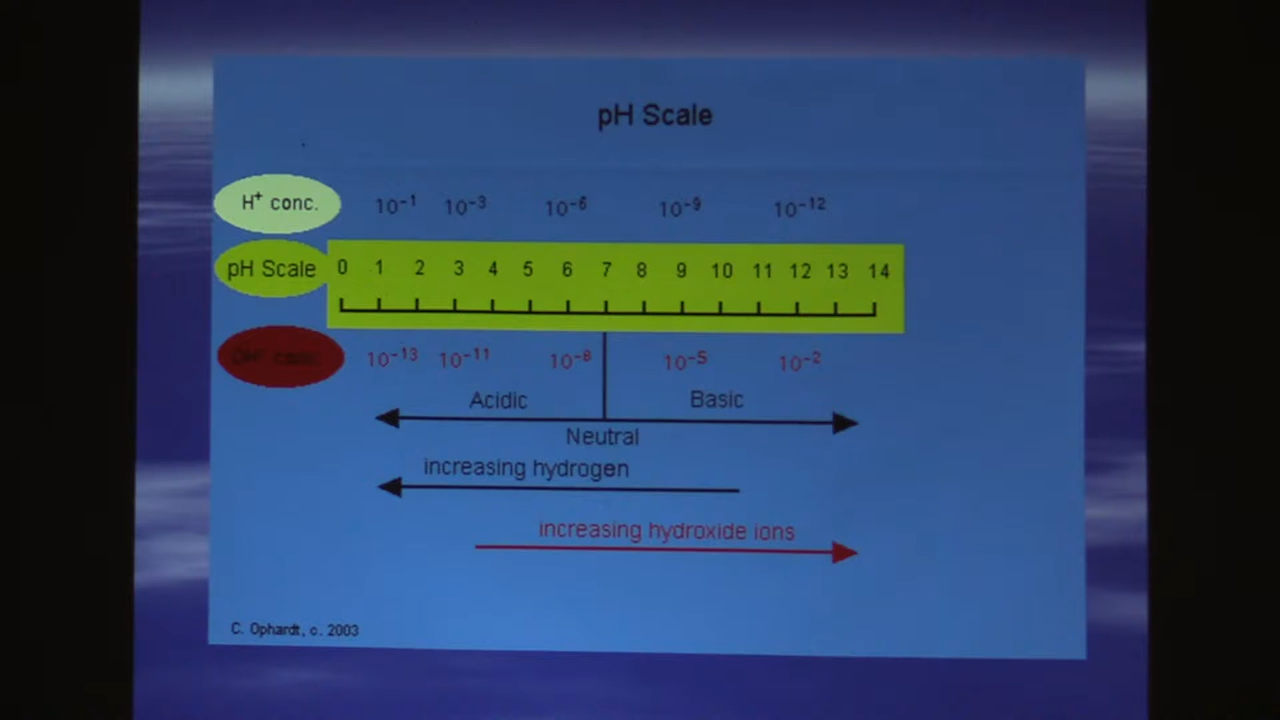 pH Scale
H⁺ conc. 10⁻¹ 10⁻³ 10⁻⁶ 10⁻⁹ 10⁻¹²
pH Scale 0 1 2 3 4 5 6 7 8 9 10 11 12 13 14
OH⁻ conc. 10⁻¹³ 10⁻¹¹ 10⁻⁸ 10⁻⁵ 10⁻²
Acidic Basic
Neutral
increasing hydrogen
increasing hydroxide ions
C. Ophardt, c. 2003